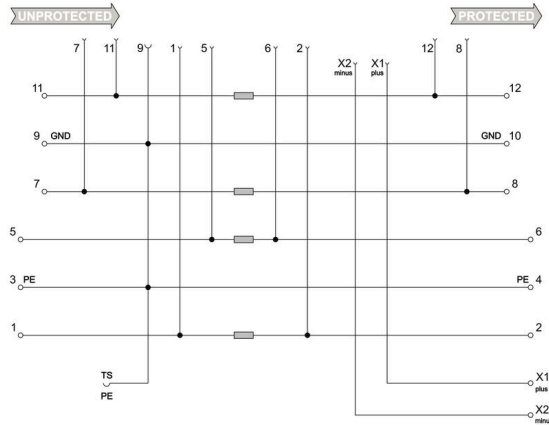 UNPROTECTED
PROTECTED
7
11
9
1
5
6
2
X2
minus
X1
plus
12
8
11
12
9
GND
GND
10
7
8
5
6
3
PE
PE
4
1
2
TS
PE
X1
plus
X2
minu